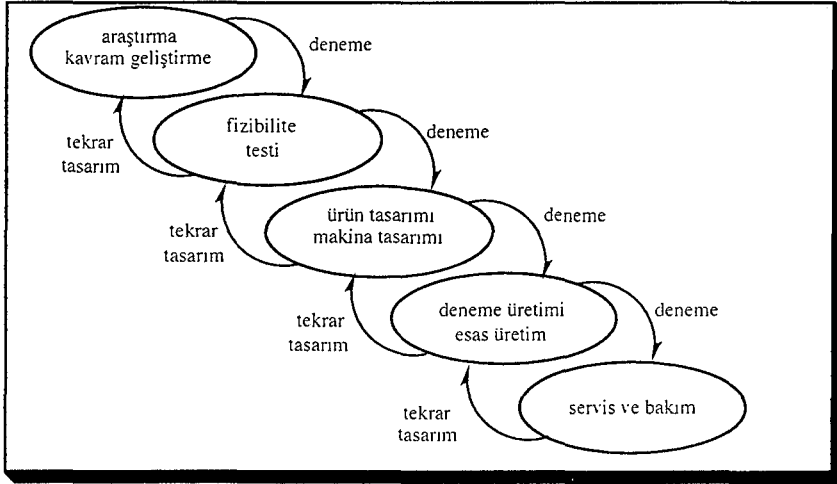 araştırma
kavram geliştirme
deneme
fizibilite
testi
deneme
tekrar
tasarım
ürün tasarımı
makina tasarımı
deneme
tekrar
tasarım
deneme üretimi
esas üretim
deneme
tekrar
tasarım
servis ve bakım
tekrar
tasarım